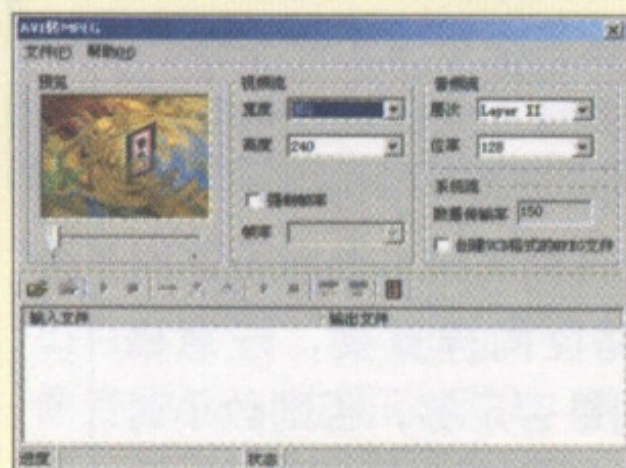 AVI转MPEG
文件(F) 帮助(H)
预览
视频流
宽度
高度 240
强制帧率
帧率
音频流
层次 Layer II
位率 128
系统流
数据传输率 150
创建VCD格式的MPEG文件
输入文件 输出文件
进度 状态